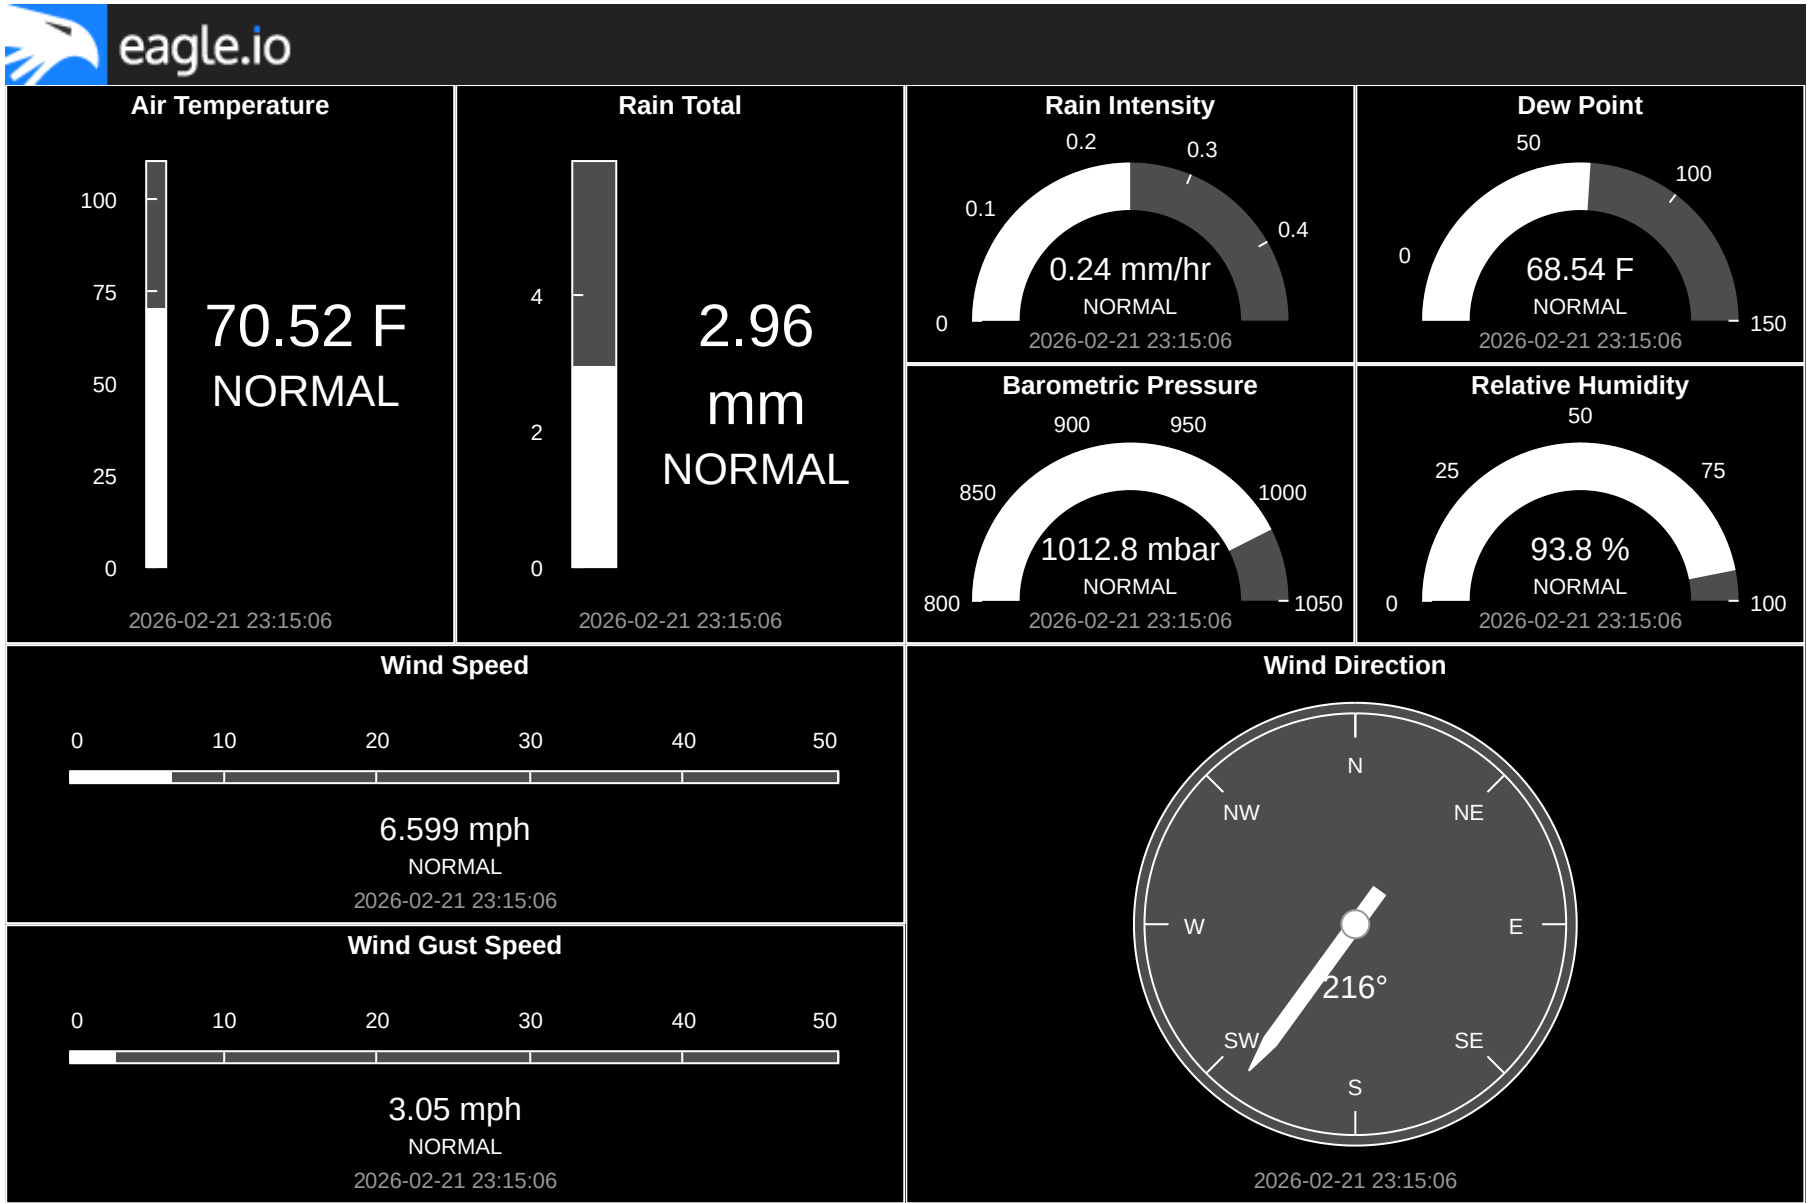 eagle.io
Air Temperature
100
75
50
25
0
70.52 F
NORMAL
2026-02-21 23:15:06
Rain Total
4
2
0
2.96
mm
NORMAL
2026-02-21 23:15:06
Rain Intensity
0
0.1
0.2
0.3
0.4
0.24 mm/hr
NORMAL
2026-02-21 23:15:06
Dew Point
0
50
100
150
68.54 F
NORMAL
2026-02-21 23:15:06
Barometric Pressure
800
850
900
950
1000
1050
1012.8 mbar
NORMAL
2026-02-21 23:15:06
Relative Humidity
0
25
50
75
100
93.8 %
NORMAL
2026-02-21 23:15:06
Wind Speed
0 10 20 30 40 50
6.599 mph
NORMAL
2026-02-21 23:15:06
Wind Gust Speed
0 10 20 30 40 50
3.05 mph
NORMAL
2026-02-21 23:15:06
Wind Direction
N
NW NE
W E
216°
SW SE
S
2026-02-21 23:15:06